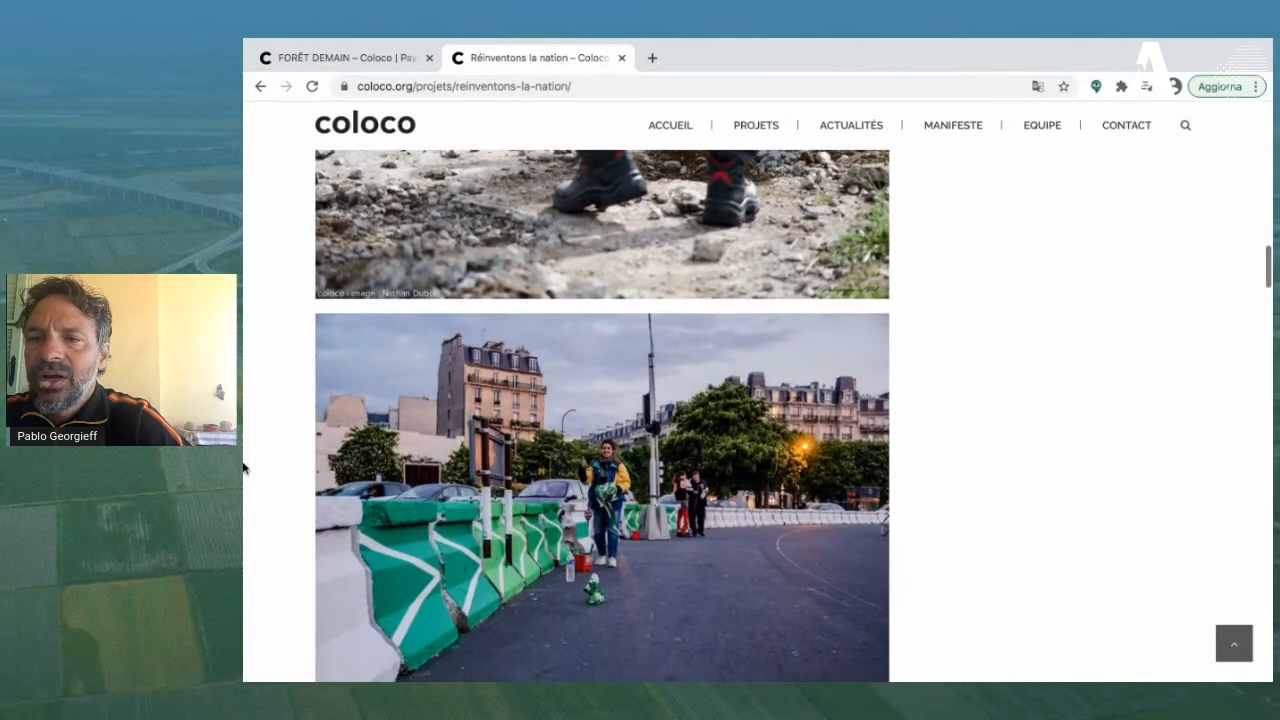 FORÊT DEMAIN – Coloco | Pay
Réinventons la nation – Coloco
coloco.org/projets/reinventons-la-nation/
Aggiorna
coloco
ACCUEIL | PROJETS | ACTUALITÉS | MANIFESTE | EQUIPE | CONTACT
coloco | image : Nathan Dubois
Pablo Georgieff